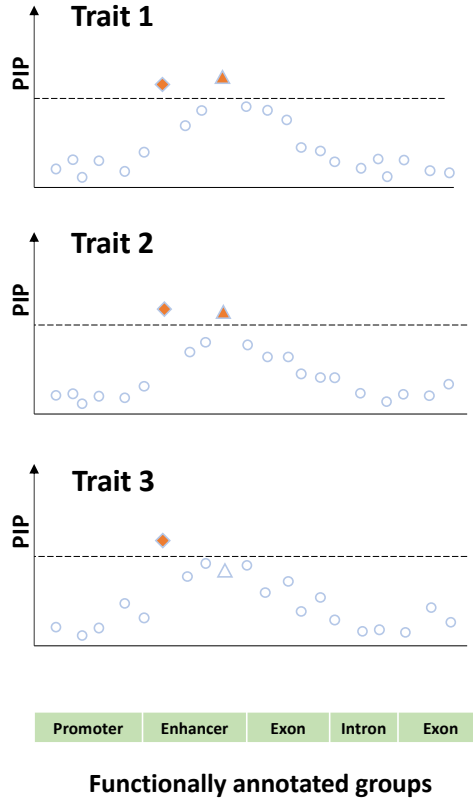 Trait 1
PIP
Trait 2
PIP
Trait 3
PIP
Promoter Enhancer Exon Intron Exon
Functionally annotated groups